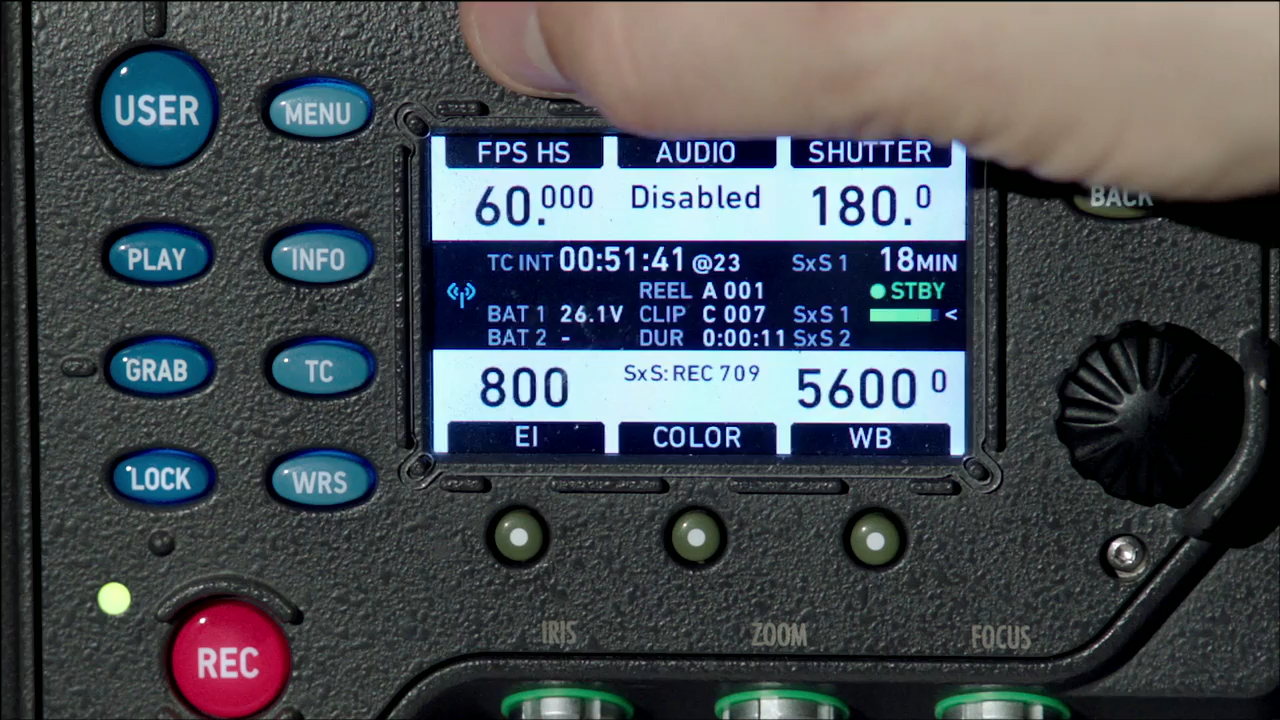 USER
MENU
BACK
FPS HS AUDIO SHUTTER
60.000 Disabled 180.0
PLAY
INFO
TC INT 00:51:41 @23 SxS 1 18MIN
REEL A 001 STBY
BAT 1 26.1V CLIP C 007 SxS 1 <
BAT 2 - DUR 0:00:11 SxS 2
GRAB
TC
800 SxS: REC 709 5600 0
EI COLOR WB
LOCK
WRS
REC
IRIS ZOOM FOCUS